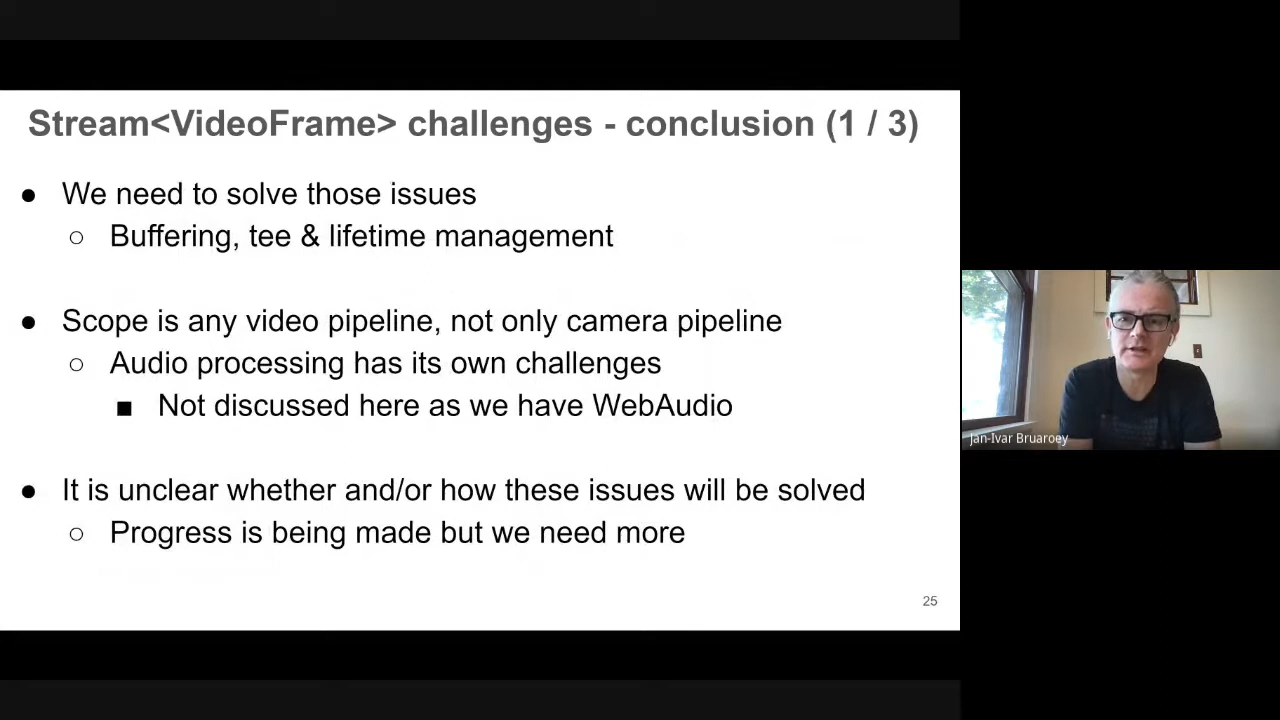 Stream<VideoFrame> challenges - conclusion (1 / 3)
● We need to solve those issues
○ Buffering, tee & lifetime management
● Scope is any video pipeline, not only camera pipeline
○ Audio processing has its own challenges
■ Not discussed here as we have WebAudio
● It is unclear whether and/or how these issues will be solved
○ Progress is being made but we need more
25
Jan-Ivar Bruaroey